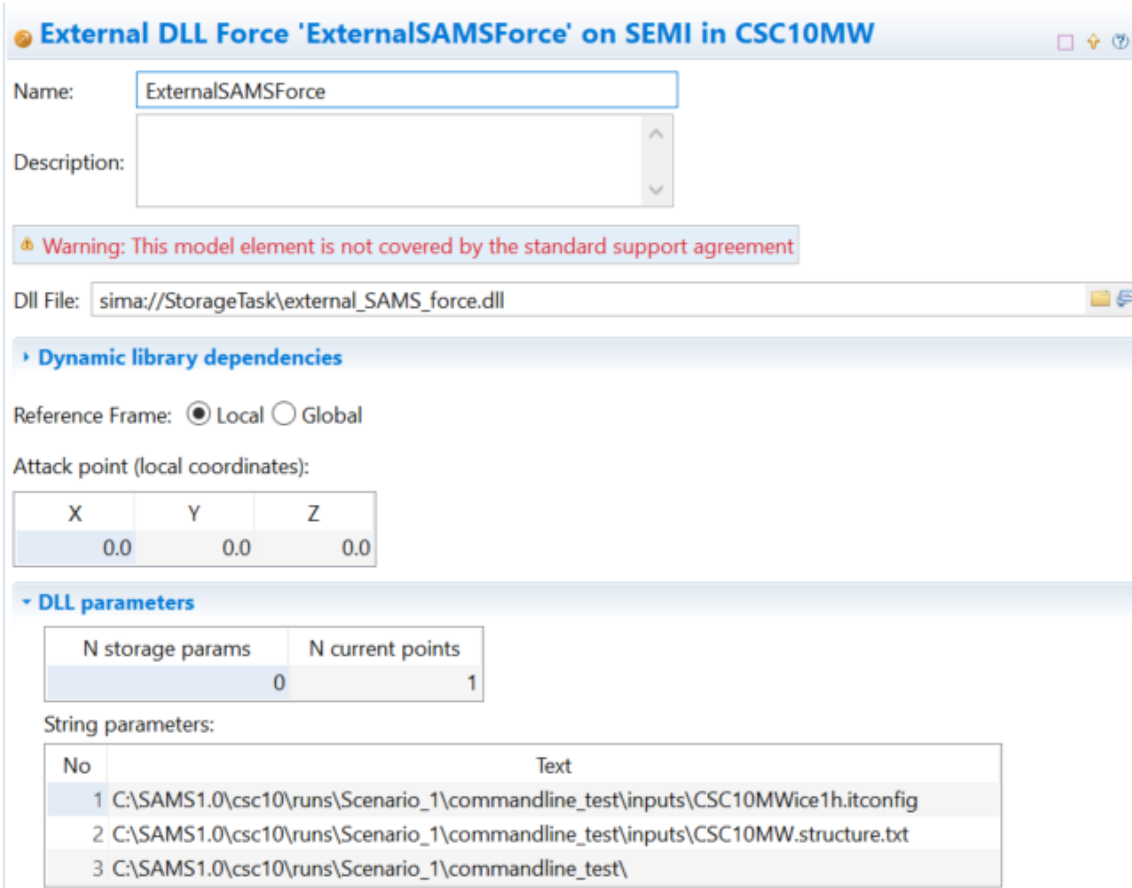 External DLL Force 'ExternalSAMSForce' on SEMI in CSC10MW
Name: ExternalSAMSForce
Description:
Warning: This model element is not covered by the standard support agreement
Dll File: sima://StorageTask\external_SAMS_force.dll
Dynamic library dependencies
Reference Frame: Local Global
Attack point (local coordinates):
X Y Z
0.0 0.0 0.0
DLL parameters
N storage params N current points
0 1
String parameters:
No Text
1 C:\SAMS1.0\csc10\runs\Scenario_1\commandline_test\inputs\CSC10MWice1h.itconfig
2 C:\SAMS1.0\csc10\runs\Scenario_1\commandline_test\inputs\CSC10MW.structure.txt
3 C:\SAMS1.0\csc10\runs\Scenario_1\commandline_test\